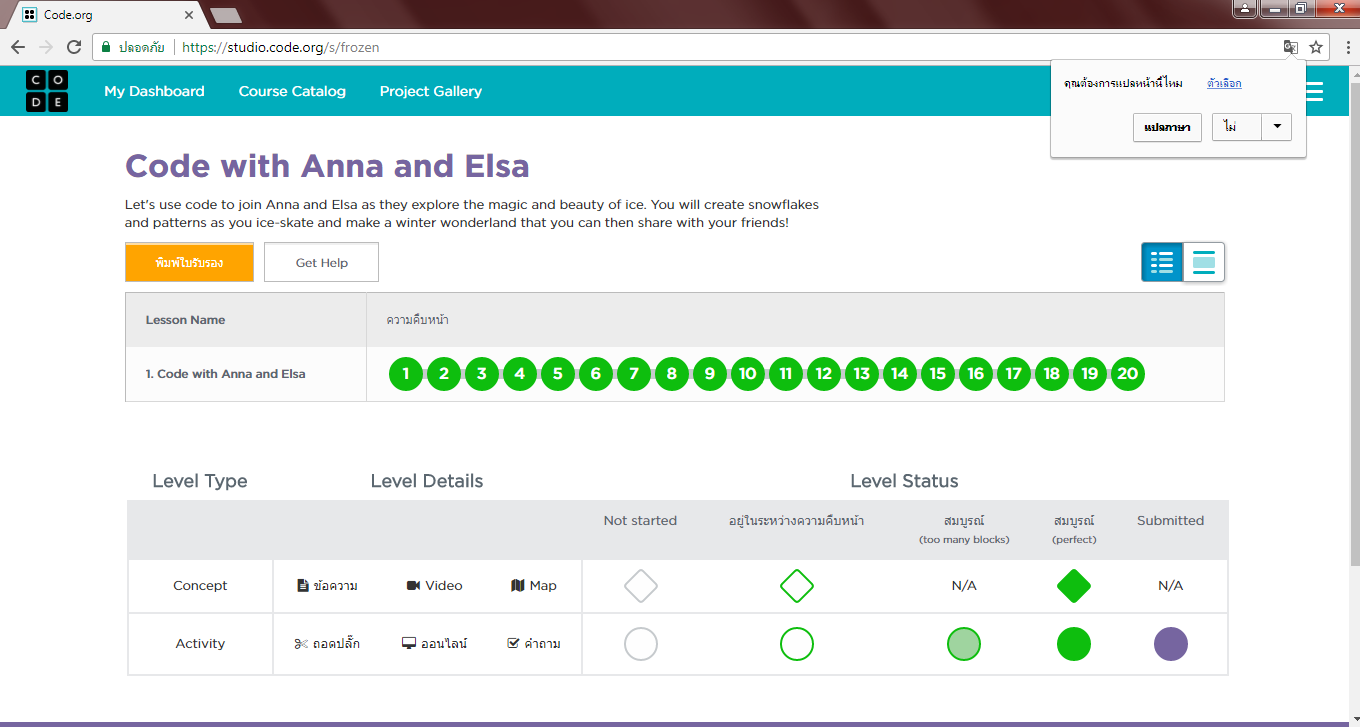 Code.org
ปลอดภัย https://studio.code.org/s/frozen
C O
D E
My Dashboard Course Catalog Project Gallery
คุณต้องการแปลหน้านี้ไหม ตัวเลือก
แปลภาษา ไม่
Code with Anna and Elsa
Let's use code to join Anna and Elsa as they explore the magic and beauty of ice. You will create snowflakes
and patterns as you ice-skate and make a winter wonderland that you can then share with your friends!
พิมพ์ใบรับรอง Get Help
Lesson Name ความคืบหน้า
1. Code with Anna and Elsa 1 2 3 4 5 6 7 8 9 10 11 12 13 14 15 16 17 18 19 20
Level Type Level Details Level Status
Not started อยู่ในระหว่างความคืบหน้า สมบูรณ์ สมบูรณ์ Submitted
(too many blocks) (perfect)
Concept ข้อความ Video Map N/A N/A
Activity ถอดปลั๊ก ออนไลน์ คำถาม